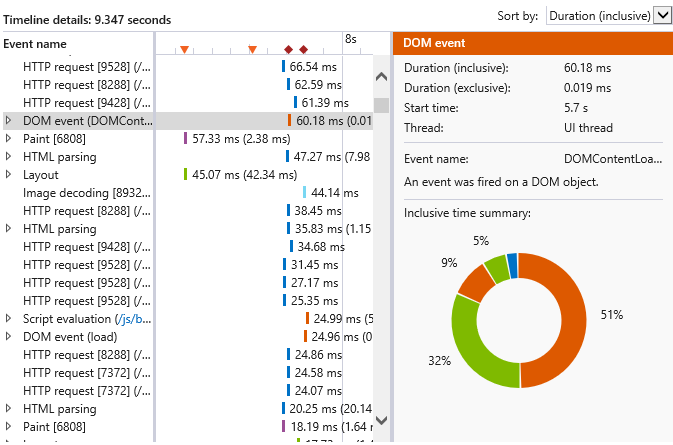 Timeline details: 9.347 seconds
Sort by: Duration (inclusive)
Event name
8s
HTTP request [9528] (/... 66.54 ms
HTTP request [8288] (/... 62.59 ms
HTTP request [9428] (/... 61.39 ms
DOM event (DOMCont... 60.18 ms (0.01
Paint [6808] 57.33 ms (2.38 ms)
HTML parsing 47.27 ms (7.98
Layout 45.07 ms (42.34 ms)
Image decoding [8932... 44.14 ms
HTTP request [8288] (/... 38.45 ms
HTML parsing 35.83 ms (1.15
HTTP request [9428] (/... 34.68 ms
HTTP request [9528] (/... 31.45 ms
HTTP request [9528] (/... 27.17 ms
HTTP request [9528] (/... 25.35 ms
Script evaluation (/js/b... 24.99 ms (5
DOM event (load) 24.96 ms (0
HTTP request [8288] (/... 24.86 ms
HTTP request [7372] (/... 24.58 ms
HTTP request [7372] (/... 24.07 ms
HTML parsing 20.25 ms (20.14
Paint [6808] 18.19 ms (1.64 r
DOM event
Duration (inclusive): 60.18 ms
Duration (exclusive): 0.019 ms
Start time: 5.7 s
Thread: UI thread
Event name: DOMContentLoa...
An event was fired on a DOM object.
Inclusive time summary:
5%
9%
51%
32%